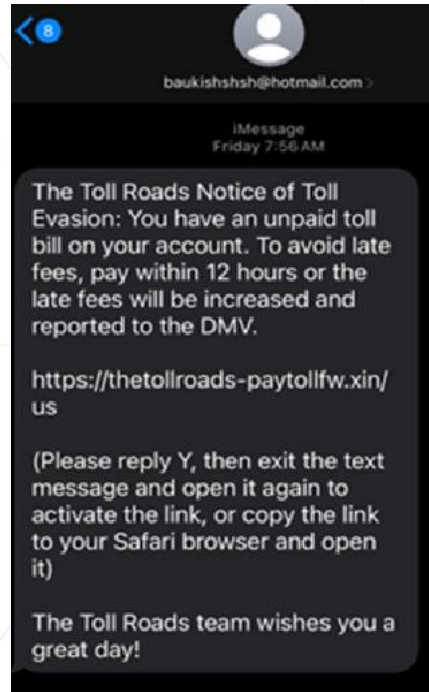 8
baukishshsh@hotmail.com
iMessage
Friday 7:56 AM
The Toll Roads Notice of Toll
Evasion: You have an unpaid toll
bill on your account. To avoid late
fees, pay within 12 hours or the
late fees will be increased and
reported to the DMV.
https://thetollroads-paytollfw.xin/
us
(Please reply Y, then exit the text
message and open it again to
activate the link, or copy the link
to your Safari browser and open
it)
The Toll Roads team wishes you a
great day!